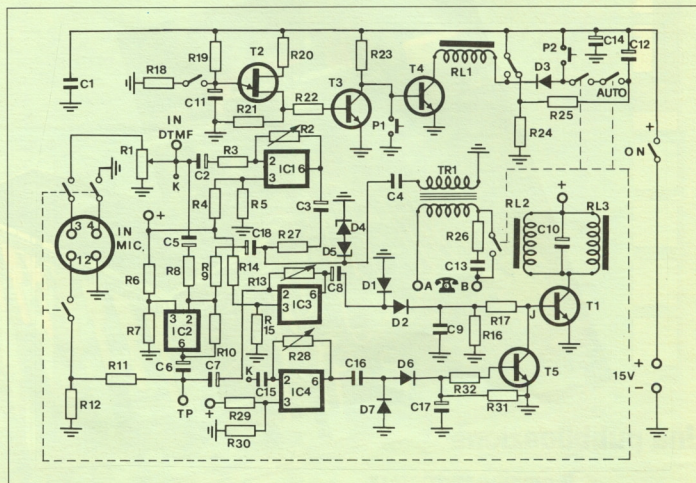 C1
R18
R19
T2
R20
C11
R21
R22
R23
T3
P1
T4
RL1
D3
P2
C14
C12
AUTO
R25
R24
IN
DTMF
K
R1
C2
R3
R2
2
3
IC1
6
R4
R5
C3
3 4
1 2
IN
MIC.
C5
C18
R27
D4
D5
C4
TR1
R26
C13
A
B
RL2
RL3
+
C10
+
ON
+
R6
R7
R8
R9
R14
R13
3 2
IC2
6
R10
R15
2
3
IC3
6
C8
D1
D2
C9
R16
R17
J
T1
C6
C7
R11
R12
TP
+
K
C15
R28
2
3
IC4
6
R29
R30
C16
D6
D7
C17
R32
R31
T5
+
15V
−